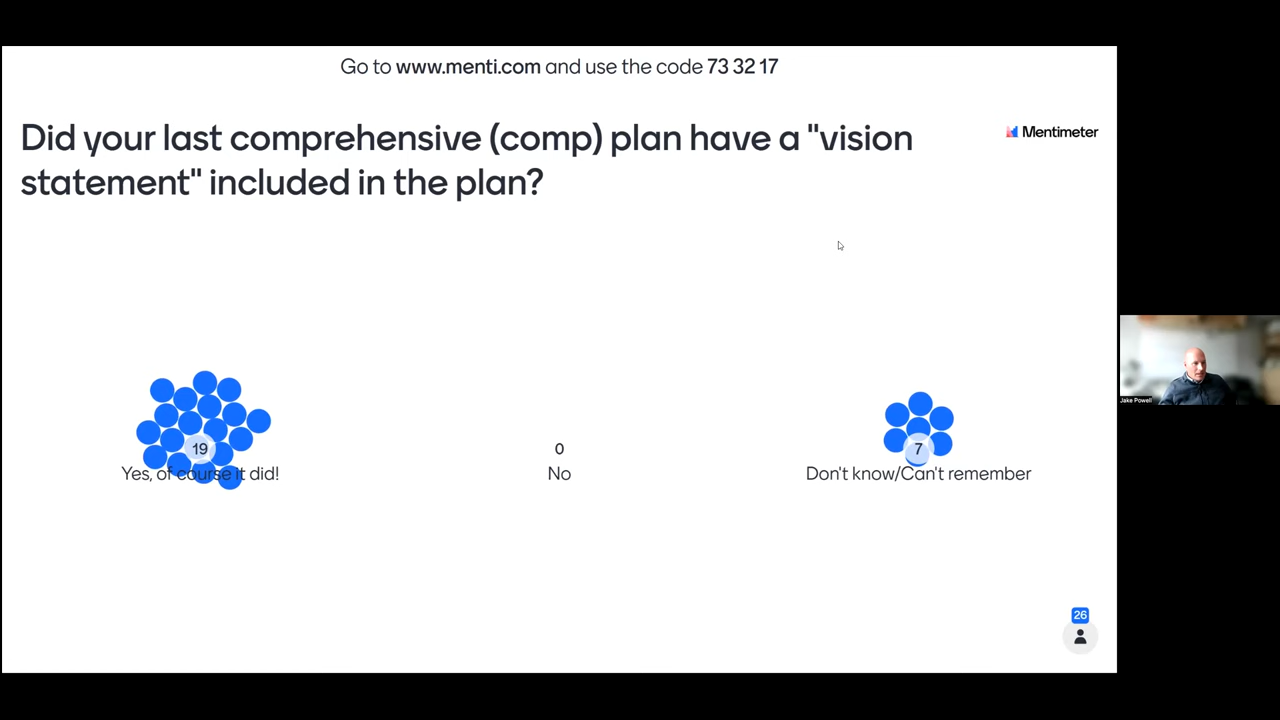 Go to www.menti.com and use the code 73 32 17
Did your last comprehensive (comp) plan have a "vision
statement" included in the plan?
Mentimeter
19
0
7
Yes, of course it did!
No
Don't know/Can't remember
26
Jake Powell